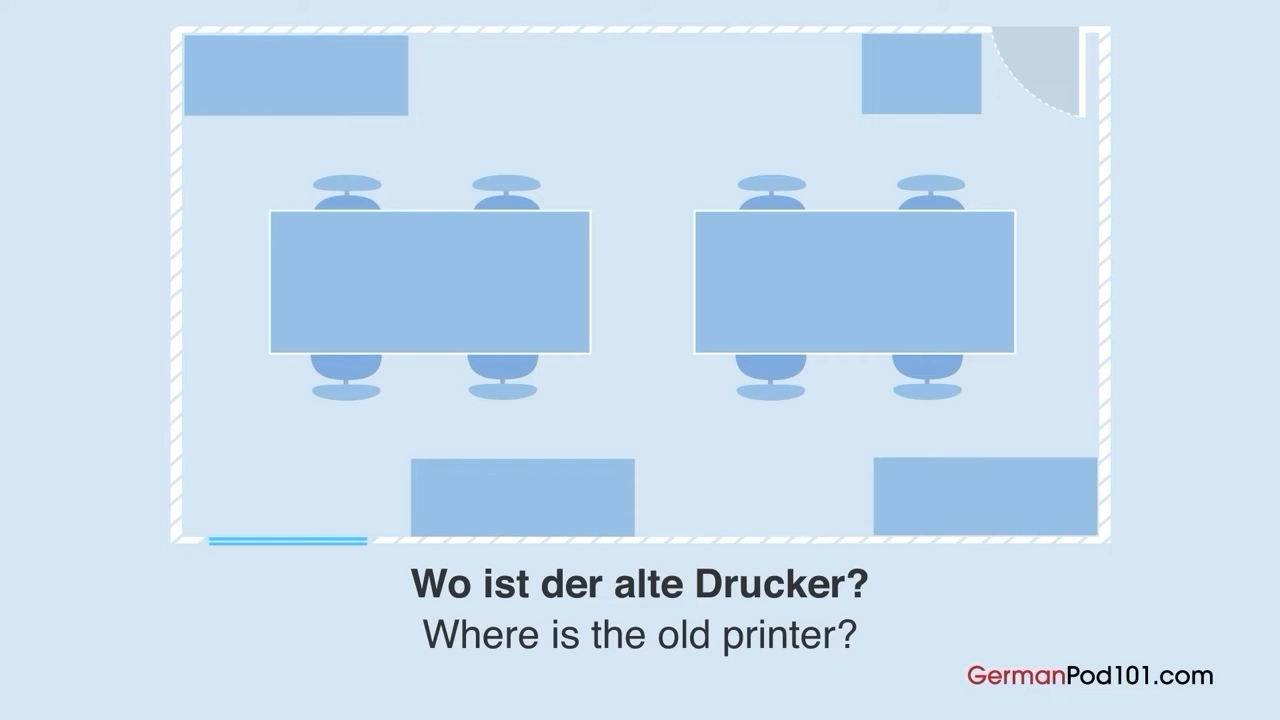 Wo ist der alte Drucker?
Where is the old printer?
GermanPod101.com